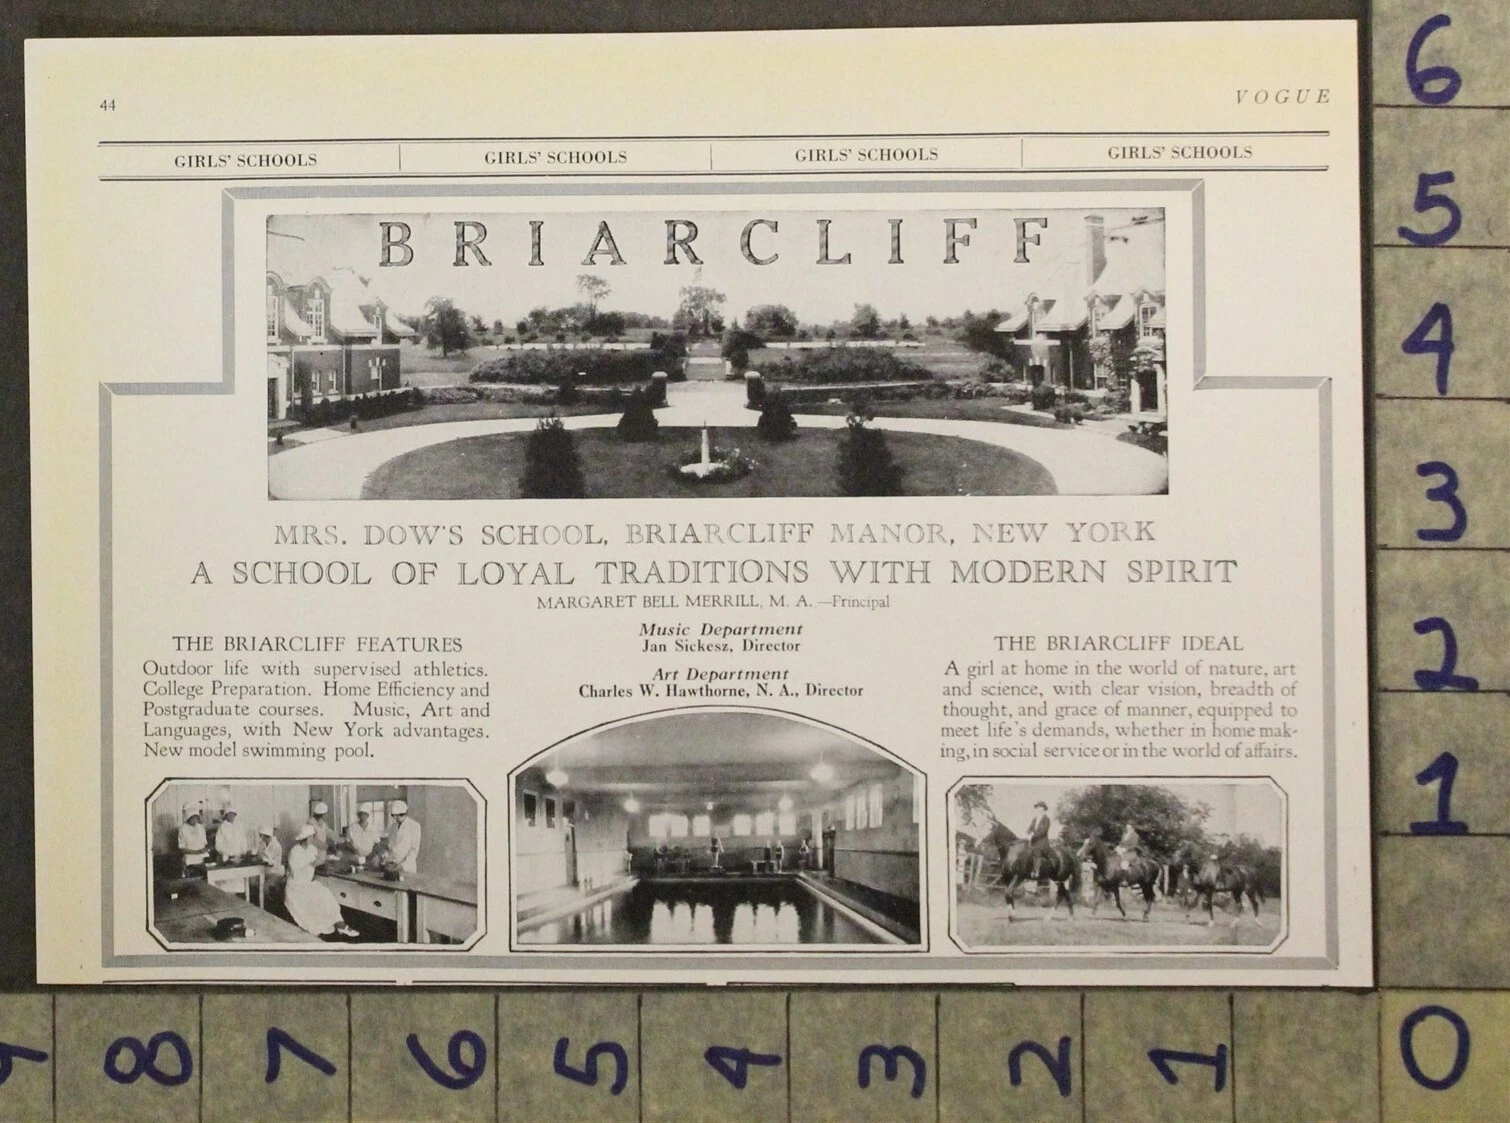 44
VOGUE
GIRLS' SCHOOLS
GIRLS' SCHOOLS
GIRLS' SCHOOLS
GIRLS' SCHOOLS
BRIARCLIFF
MRS. DOW'S SCHOOL, BRIARCLIFF MANOR, NEW YORK
A SCHOOL OF LOYAL TRADITIONS WITH MODERN SPIRIT
MARGARET BELL MERRILL, M. A.—Principal
Music Department
Jan Sickesz, Director
Art Department
Charles W. Hawthorne, N. A., Director
THE BRIARCLIFF FEATURES
Outdoor life with supervised athletics.
College Preparation. Home Efficiency and
Postgraduate courses. Music, Art and
Languages, with New York advantages.
New model swimming pool.
THE BRIARCLIFF IDEAL
A girl at home in the world of nature, art
and science, with clear vision, breadth of
thought, and grace of manner, equipped to
meet life's demands, whether in home mak-
ing, in social service or in the world of affairs.
6
5
4
3
2
1
0
9
8
7
6
5
4
3
2
1